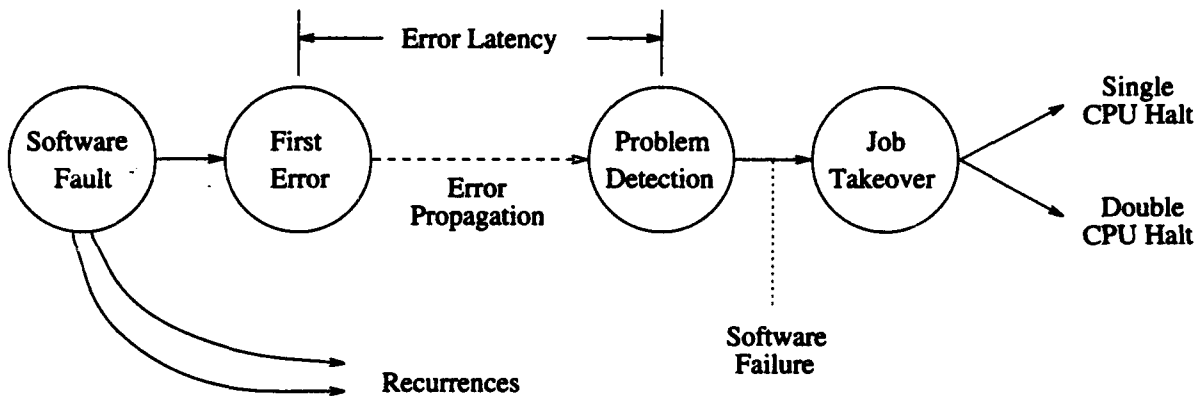 Error Latency
Software
Fault
First
Error
Error
Propagation
Problem
Detection
Software
Failure
Job
Takeover
Single
CPU Halt
Double
CPU Halt
Recurrences